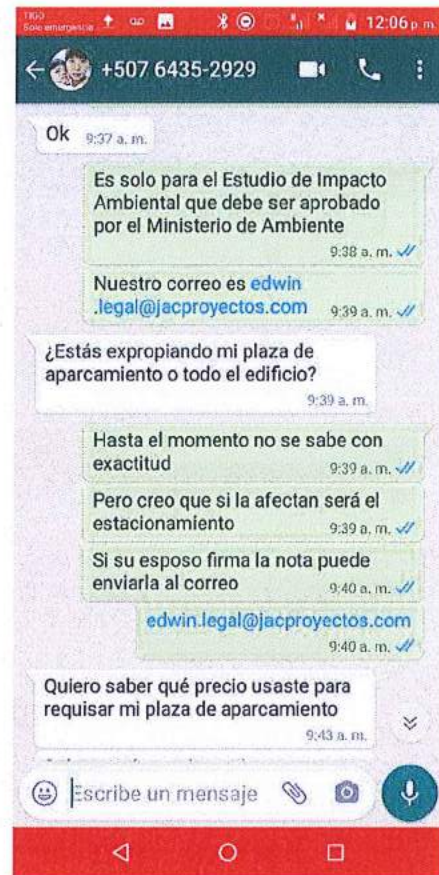 TIGO
Solo emergencia
12:06 p. m.
+507 6435-2929
Ok 9:37 a. m.
Es solo para el Estudio de Impacto
Ambiental que debe ser aprobado
por el Ministerio de Ambiente
9:38 a. m.
Nuestro correo es edwin
.legal@jacproyectos.com 9:39 a. m.
¿Estás expropiando mi plaza de
aparcamiento o todo el edificio?
9:39 a. m.
Hasta el momento no se sabe con
exactitud 9:39 a. m.
Pero creo que si la afectan será el
estacionamiento 9:39 a. m.
Si su esposo firma la nota puede
enviarla al correo 9:40 a. m.
edwin.legal@jacproyectos.com
9:40 a. m.
Quiero saber qué precio usaste para
requisar mi plaza de aparcamiento
9:43 a. m.
Escribe un mensaje